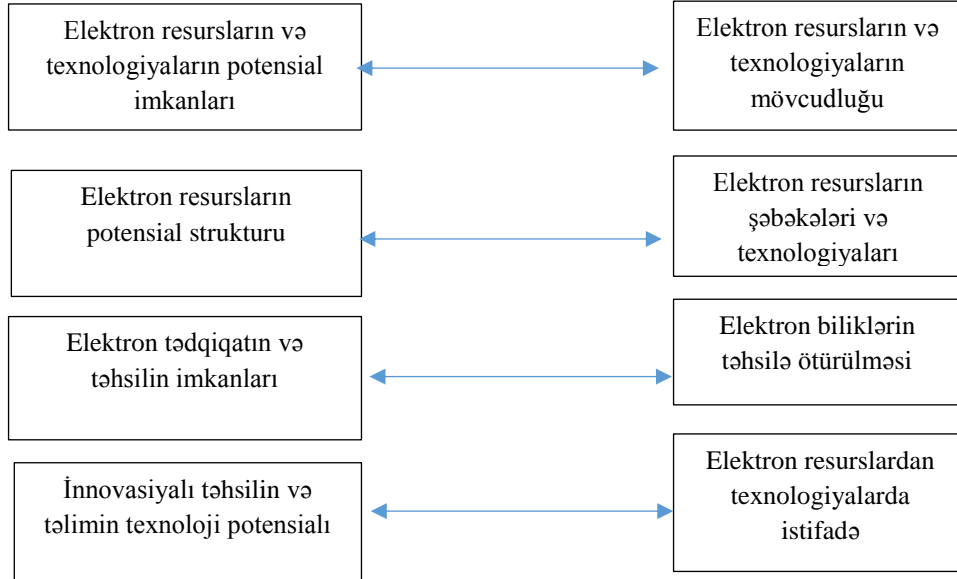 Elektron resursların və
texnologiyaların potensial
imkanları
Elektron resursların və
texnologiyaların
mövcudluğu
Elektron resursların
potensial strukturu
Elektron resursların
şəbəkələri və
texnologiyaları
Elektron tədqiqatın və
təhsilin imkanları
Elektron biliklərin
təhsilə ötürülməsi
İnnovasiyalı təhsilin və
təlimin texnoloji potensialı
Elektron resurslardan
texnologiyalarda
istifadə